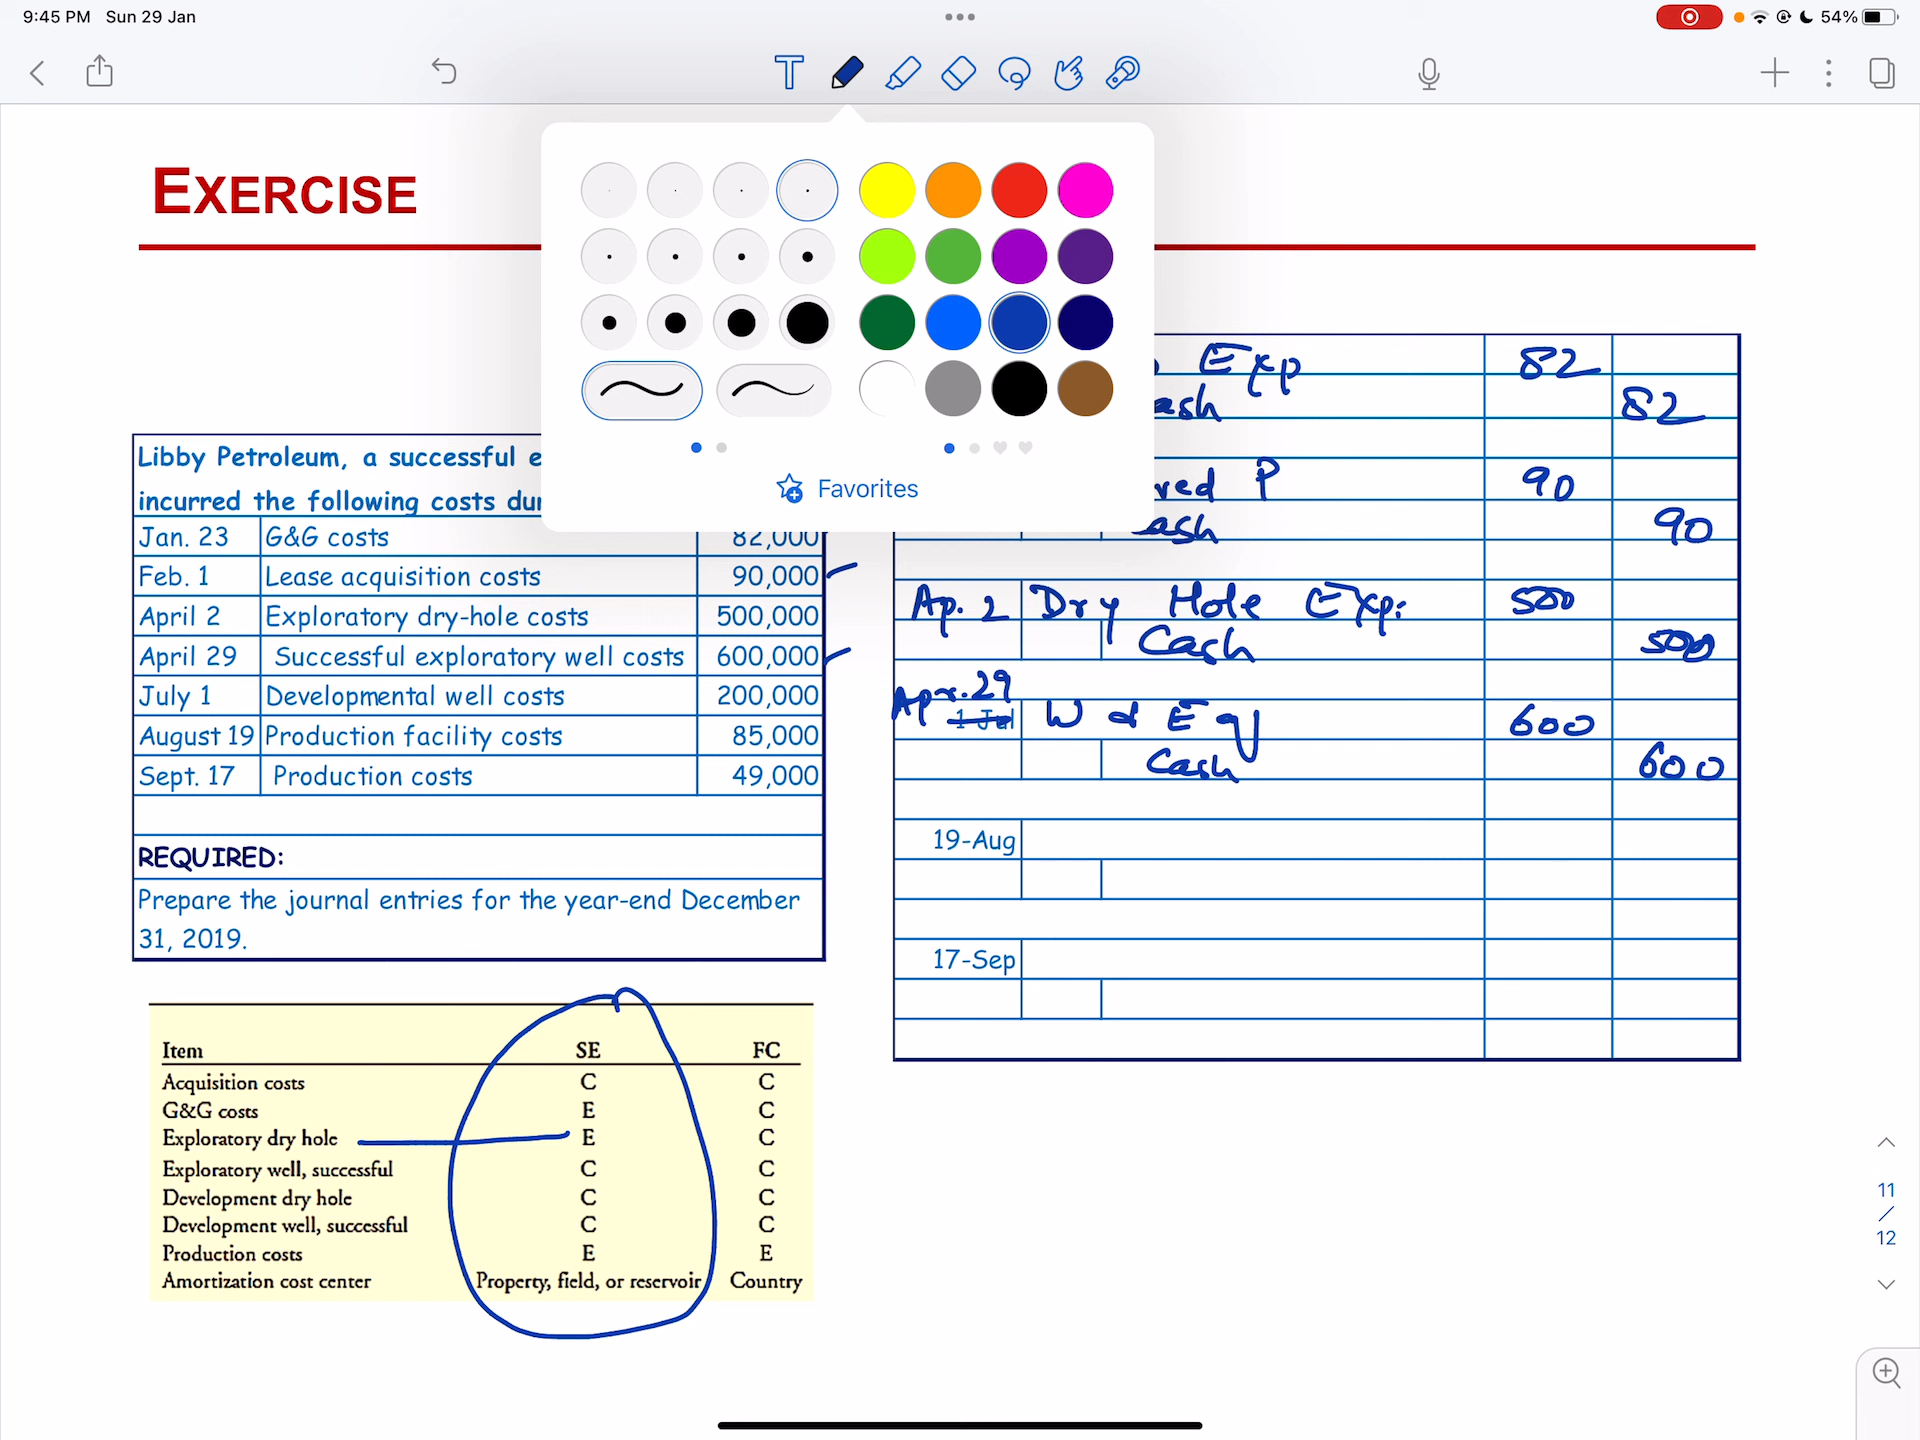 9:45 PM Sun 29 Jan
54%
EXERCISE
Favorites
Libby Petroleum, a successful e
incurred the following costs du
Jan. 23 G&G costs 82,000
Feb. 1 Lease acquisition costs 90,000
April 2 Exploratory dry-hole costs 500,000
April 29 Successful exploratory well costs 600,000
July 1 Developmental well costs 200,000
August 19 Production facility costs 85,000
Sept. 17 Production costs 49,000
REQUIRED:
Prepare the journal entries for the year-end December
31, 2019.
Exp 82
ash 82
ved P 90
Cash 90
Ap. 2 Dry Hole Exp: 500
Cash 500
Apr. 29
1 Jul W & Eq 600
Cash 600
19-Aug
17-Sep
Item SE FC
Acquisition costs C C
G&G costs E C
Exploratory dry hole E C
Exploratory well, successful C C
Development dry hole C C
Development well, successful C C
Production costs E E
Amortization cost center Property, field, or reservoir Country
11
/
12